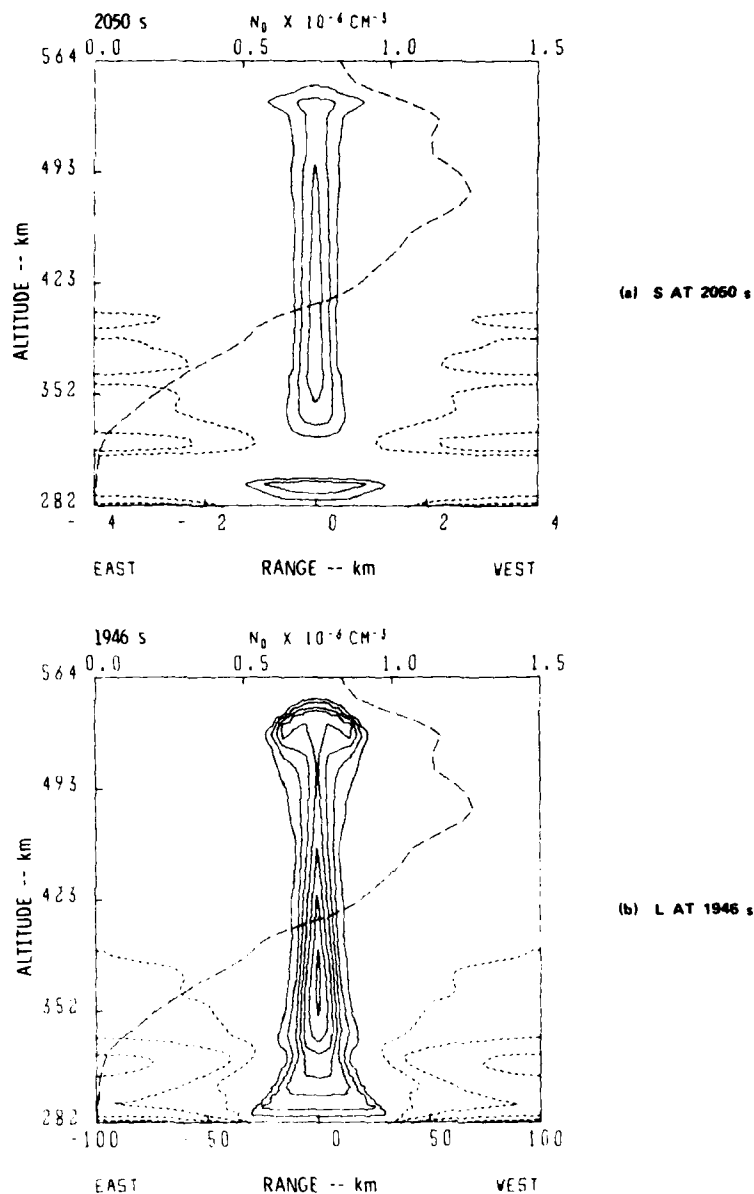 2050 s N₀ X 10⁻⁶ CM⁻³
0.0 0.5 1.0 1.5
564
493
423
352
282
ALTITUDE -- km
- 4 - 2 0 2 4
EAST RANGE -- km WEST
(a) S AT 2050 s
1946 s N₀ X 10⁻⁶ CM⁻³
0.0 0.5 1.0 1.5
564
493
423
352
282
ALTITUDE -- km
-100 - 50 0 50 100
EAST RANGE -- km WEST
(b) L AT 1946 s